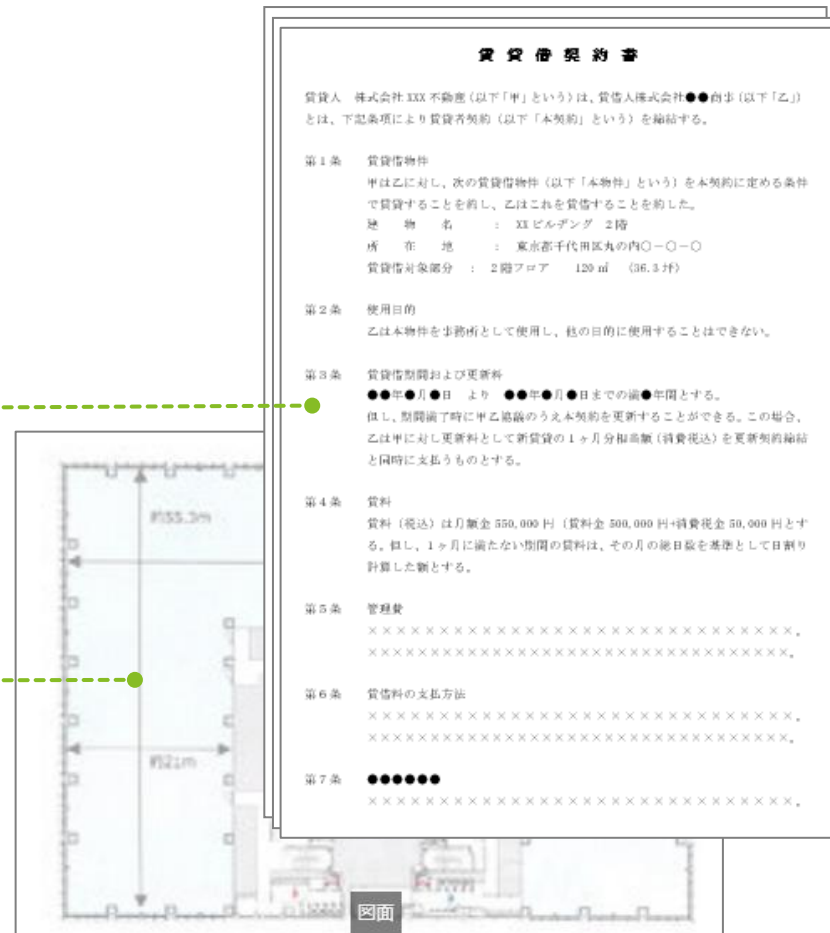 賃貸借契約書
賃貸人 株式会社XXX不動産（以下「甲」という）は、賃借人株式会社●●商事（以下「乙」）
とは、下記条項により賃貸者契約（以下「本契約」という）を締結する。
第1条 賃貸借物件
甲は乙に対し、次の賃貸借物件（以下「本物件」という）を本契約に定める条件
で賃貸することを約し、乙はこれを賃借することを約した。
建物名 ： XXビルヂング 2階
所在地 ： 東京都千代田区丸の内〇－〇－〇
賃貸借対象部分 ： 2階フロア 120㎡ （36.3坪）
第2条 使用目的
乙は本物件を事務所として使用し、他の目的に使用することはできない。
第3条 賃貸借期間および更新料
●●年●月●日 より ●●年●月●日までの満●年間とする。
但し、期間満了時に甲乙協議のうえ本契約を更新することができる。この場合、
乙は甲に対し更新料として新賃貸の1ヶ月分相当額（消費税込）を更新契約締結
と同時に支払うものとする。
第4条 賃料
賃料（税込）は月額金550,000円（賃料金500,000円+消費税金50,000円とす
る。但し、1ヶ月に満たない期間の賃料は、その月の総日数を基準として日割り
計算した額とする。
第5条 管理費
××××××××××××××××××××××××××××××。
××××××××××××××××××××××××××××××。
第6条 賃借料の支払方法
××××××××××××××××××××××××××××××。
××××××××××××××××××××××××××××××。
第7条 ●●●●●●
××××××××××××××××××××××××××××××。
約55.3m
約21m
図面